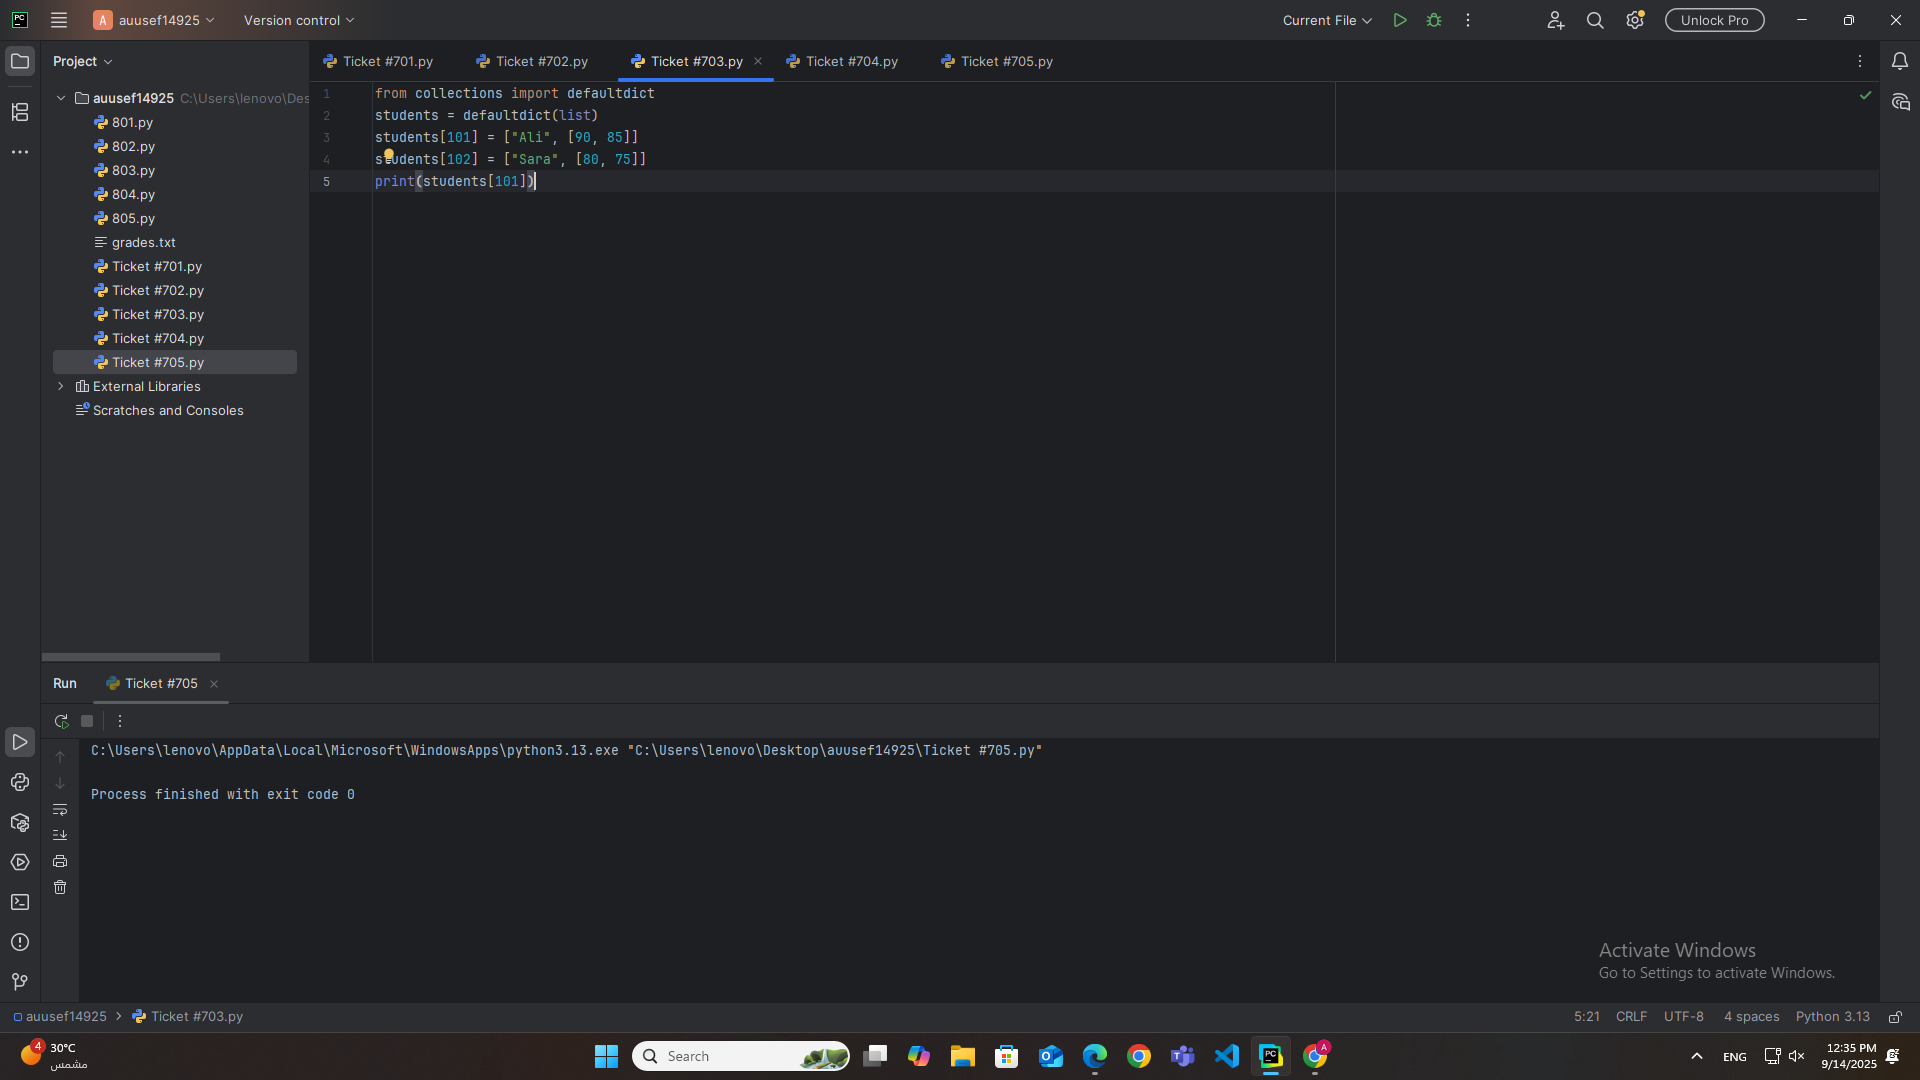 PC
A auusef14925
Version control
Current File
Unlock Pro
Project
Ticket #701.py
Ticket #702.py
Ticket #703.py
Ticket #704.py
Ticket #705.py
auusef14925 C:\Users\lenovo\Des
801.py
802.py
803.py
804.py
805.py
grades.txt
Ticket #701.py
Ticket #702.py
Ticket #703.py
Ticket #704.py
Ticket #705.py
External Libraries
Scratches and Consoles
1 from collections import defaultdict
2 students = defaultdict(list)
3 students[101] = ["Ali", [90, 85]]
4 students[102] = ["Sara", [80, 75]]
5 print(students[101])
Run
Ticket #705
C:\Users\lenovo\AppData\Local\Microsoft\WindowsApps\python3.13.exe "C:\Users\lenovo\Desktop\auusef14925\Ticket #705.py"
Process finished with exit code 0
Activate Windows
Go to Settings to activate Windows.
auusef14925 > Ticket #703.py
5:21 CRLF UTF-8 4 spaces Python 3.13
4
30°C
مشمس
Search
PC
A
ENG
12:35 PM
9/14/2025